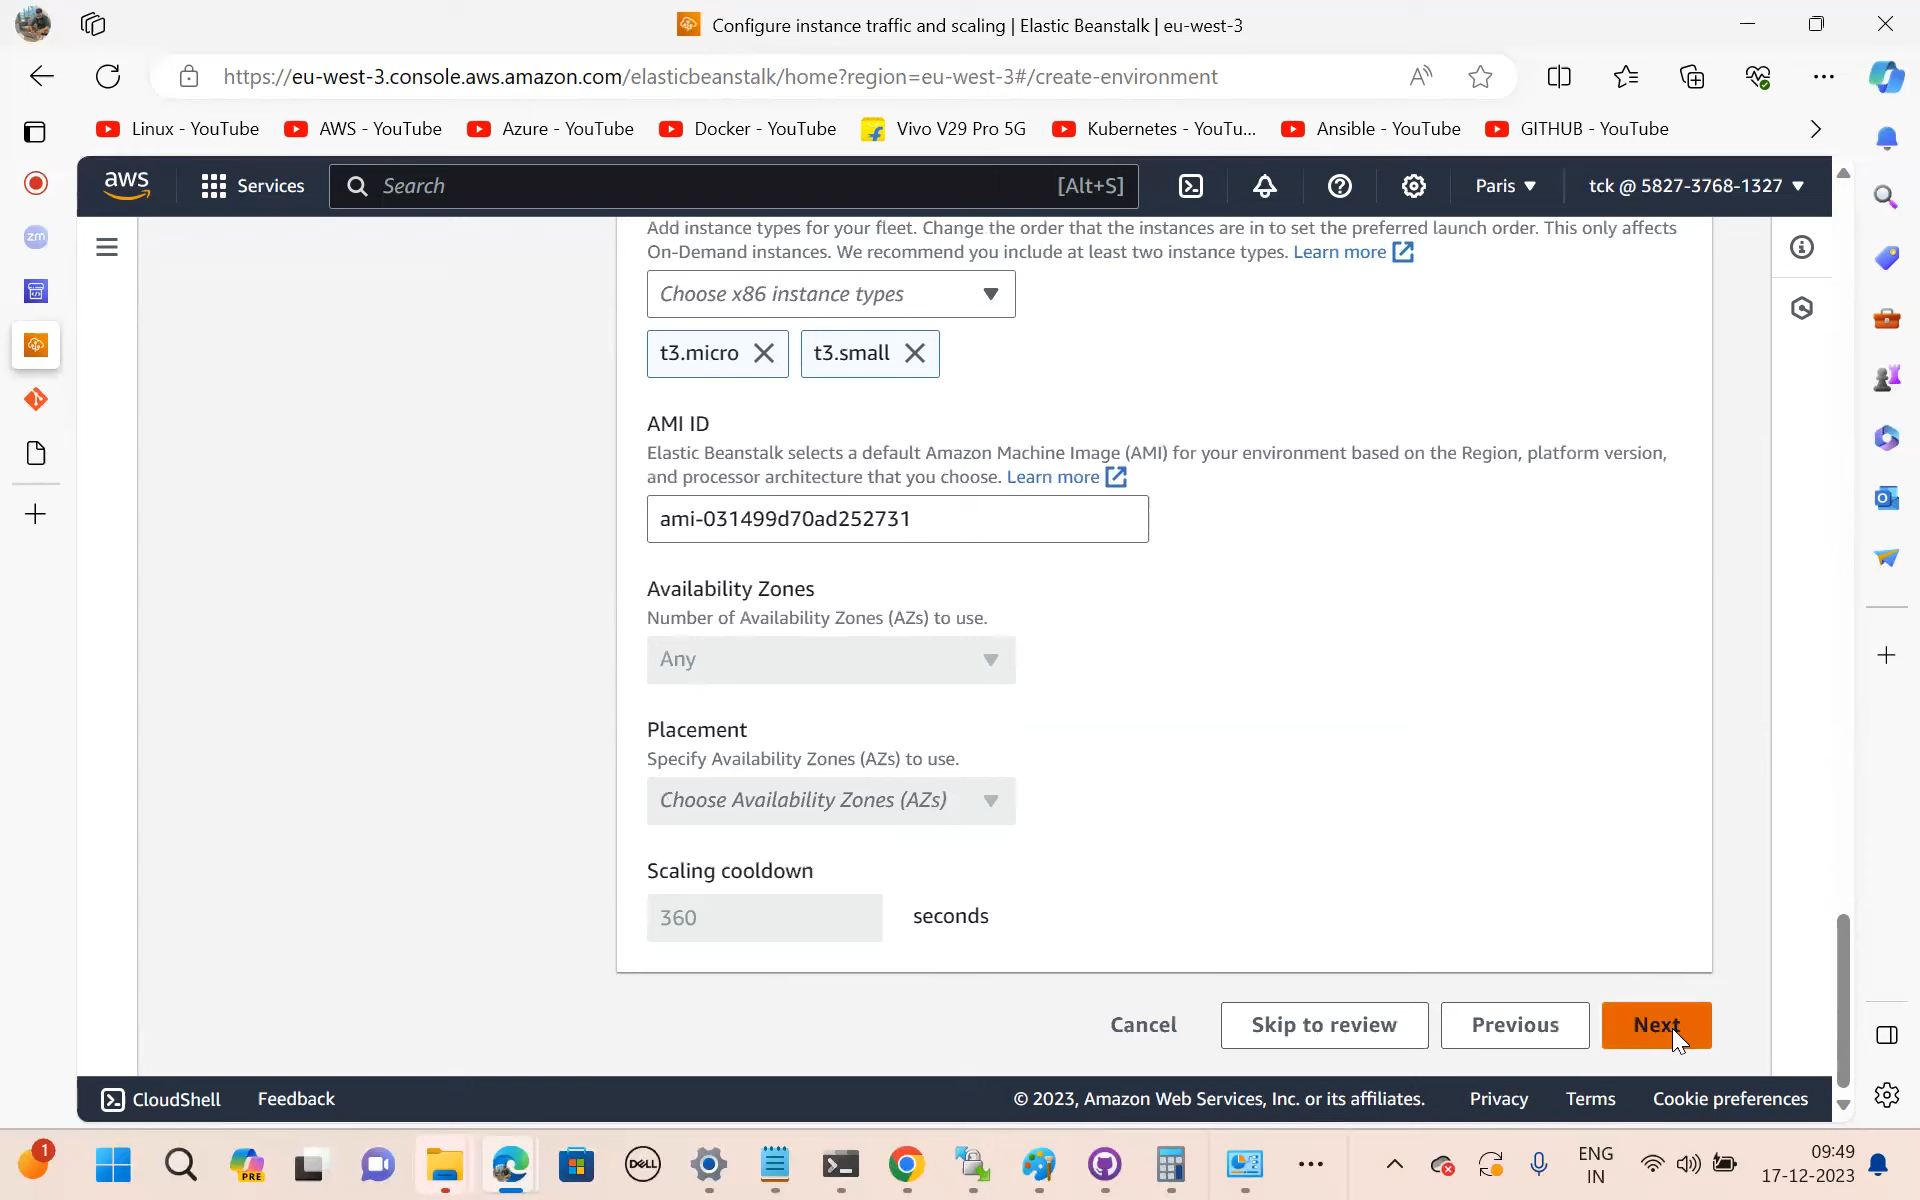 Configure instance traffic and scaling | Elastic Beanstalk | eu-west-3
https://eu-west-3.console.aws.amazon.com/elasticbeanstalk/home?region=eu-west-3#/create-environment
Linux - YouTube
AWS - YouTube
Azure - YouTube
Docker - YouTube
Vivo V29 Pro 5G
Kubernetes - YouTu...
Ansible - YouTube
GITHUB - YouTube
aws
Services
Search
[Alt+S]
Paris
tck @ 5827-3768-1327
zm
Add instance types for your fleet. Change the order that the instances are in to set the preferred launch order. This only affects
On-Demand instances. We recommend you include at least two instance types. Learn more
Choose x86 instance types
t3.micro
t3.small
AMI ID
Elastic Beanstalk selects a default Amazon Machine Image (AMI) for your environment based on the Region, platform version,
and processor architecture that you choose. Learn more
ami-031499d70ad252731
Availability Zones
Number of Availability Zones (AZs) to use.
Any
Placement
Specify Availability Zones (AZs) to use.
Choose Availability Zones (AZs)
Scaling cooldown
360
seconds
Cancel
Skip to review
Previous
Next
CloudShell
Feedback
© 2023, Amazon Web Services, Inc. or its affiliates.
Privacy
Terms
Cookie preferences
1
PRE
DELL
ENG
IN
09:49
17-12-2023